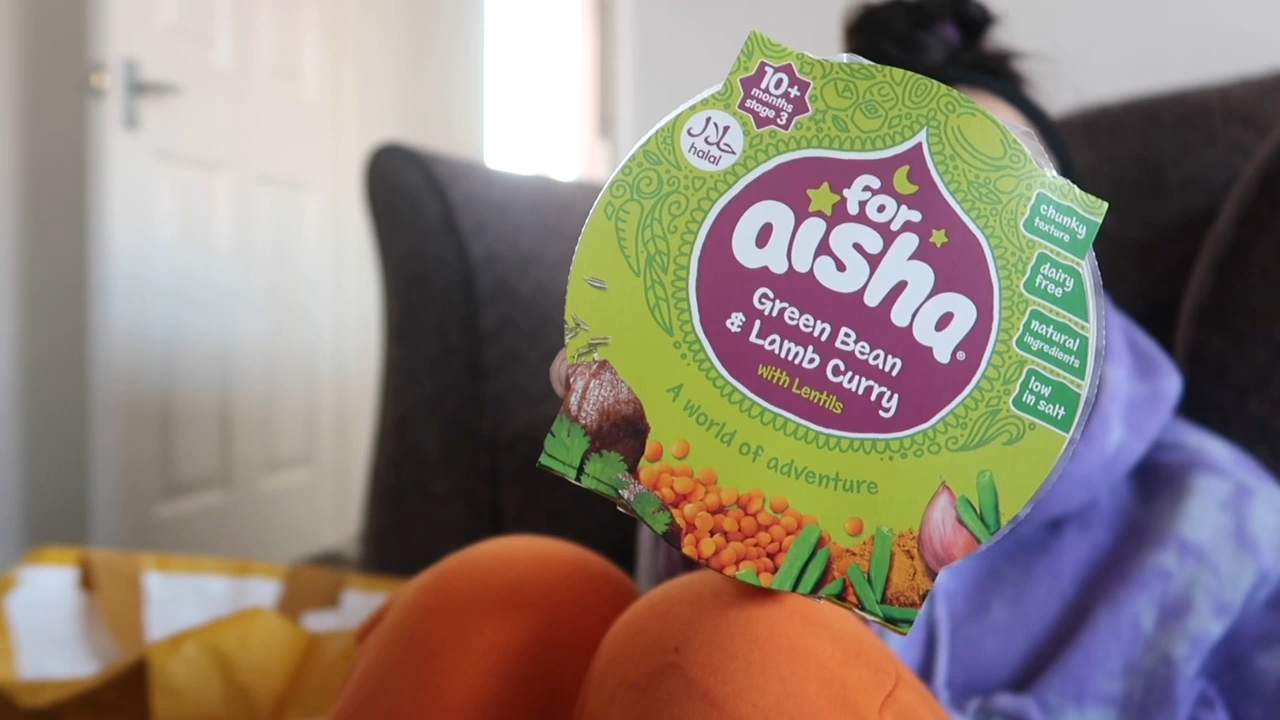 10+
months
stage 3
حلال
halal
for
aisha®
Green Bean
& Lamb Curry
with Lentils
A world of adventure
chunky
texture
dairy
free
natural
ingredients
low
in salt